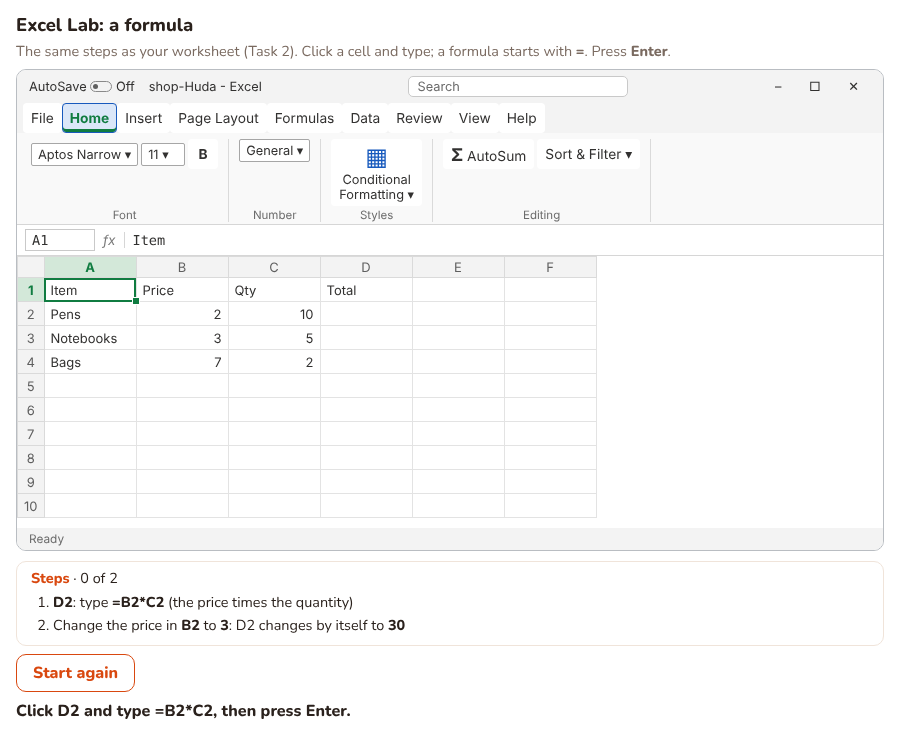 Excel Lab: a formula
The same steps as your worksheet (Task 2). Click a cell and type; a formula starts with =. Press Enter.
AutoSave Off shop-Huda - Excel Search
File Home Insert Page Layout Formulas Data Review View Help
Aptos Narrow ▾ 11 ▾ B General ▾ Conditional Formatting ▾ Σ AutoSum Sort & Filter ▾
Font Number Styles Editing
A1 fx Item
A B C D E F
1 Item Price Qty Total
2 Pens 2 10
3 Notebooks 3 5
4 Bags 7 2
5
6
7
8
9
10
Ready
Steps · 0 of 2
1. D2: type =B2*C2 (the price times the quantity)
2. Change the price in B2 to 3: D2 changes by itself to 30
Start again
Click D2 and type =B2*C2, then press Enter.